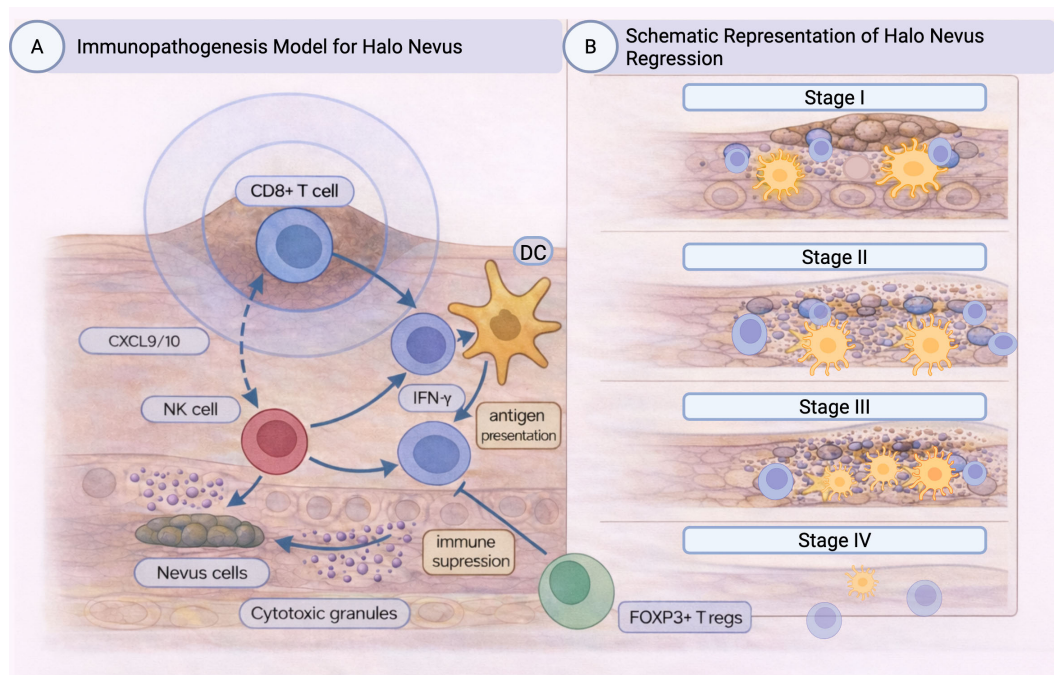 A
Immunopathogenesis Model for Halo Nevus
CD8+ T cell
DC
CXCL9/10
NK cell
IFN-γ
antigen
presentation
immune
supression
Nevus cells
Cytotoxic granules
FOXP3+ T regs
B
Schematic Representation of Halo Nevus
Regression
Stage I
Stage II
Stage III
Stage IV